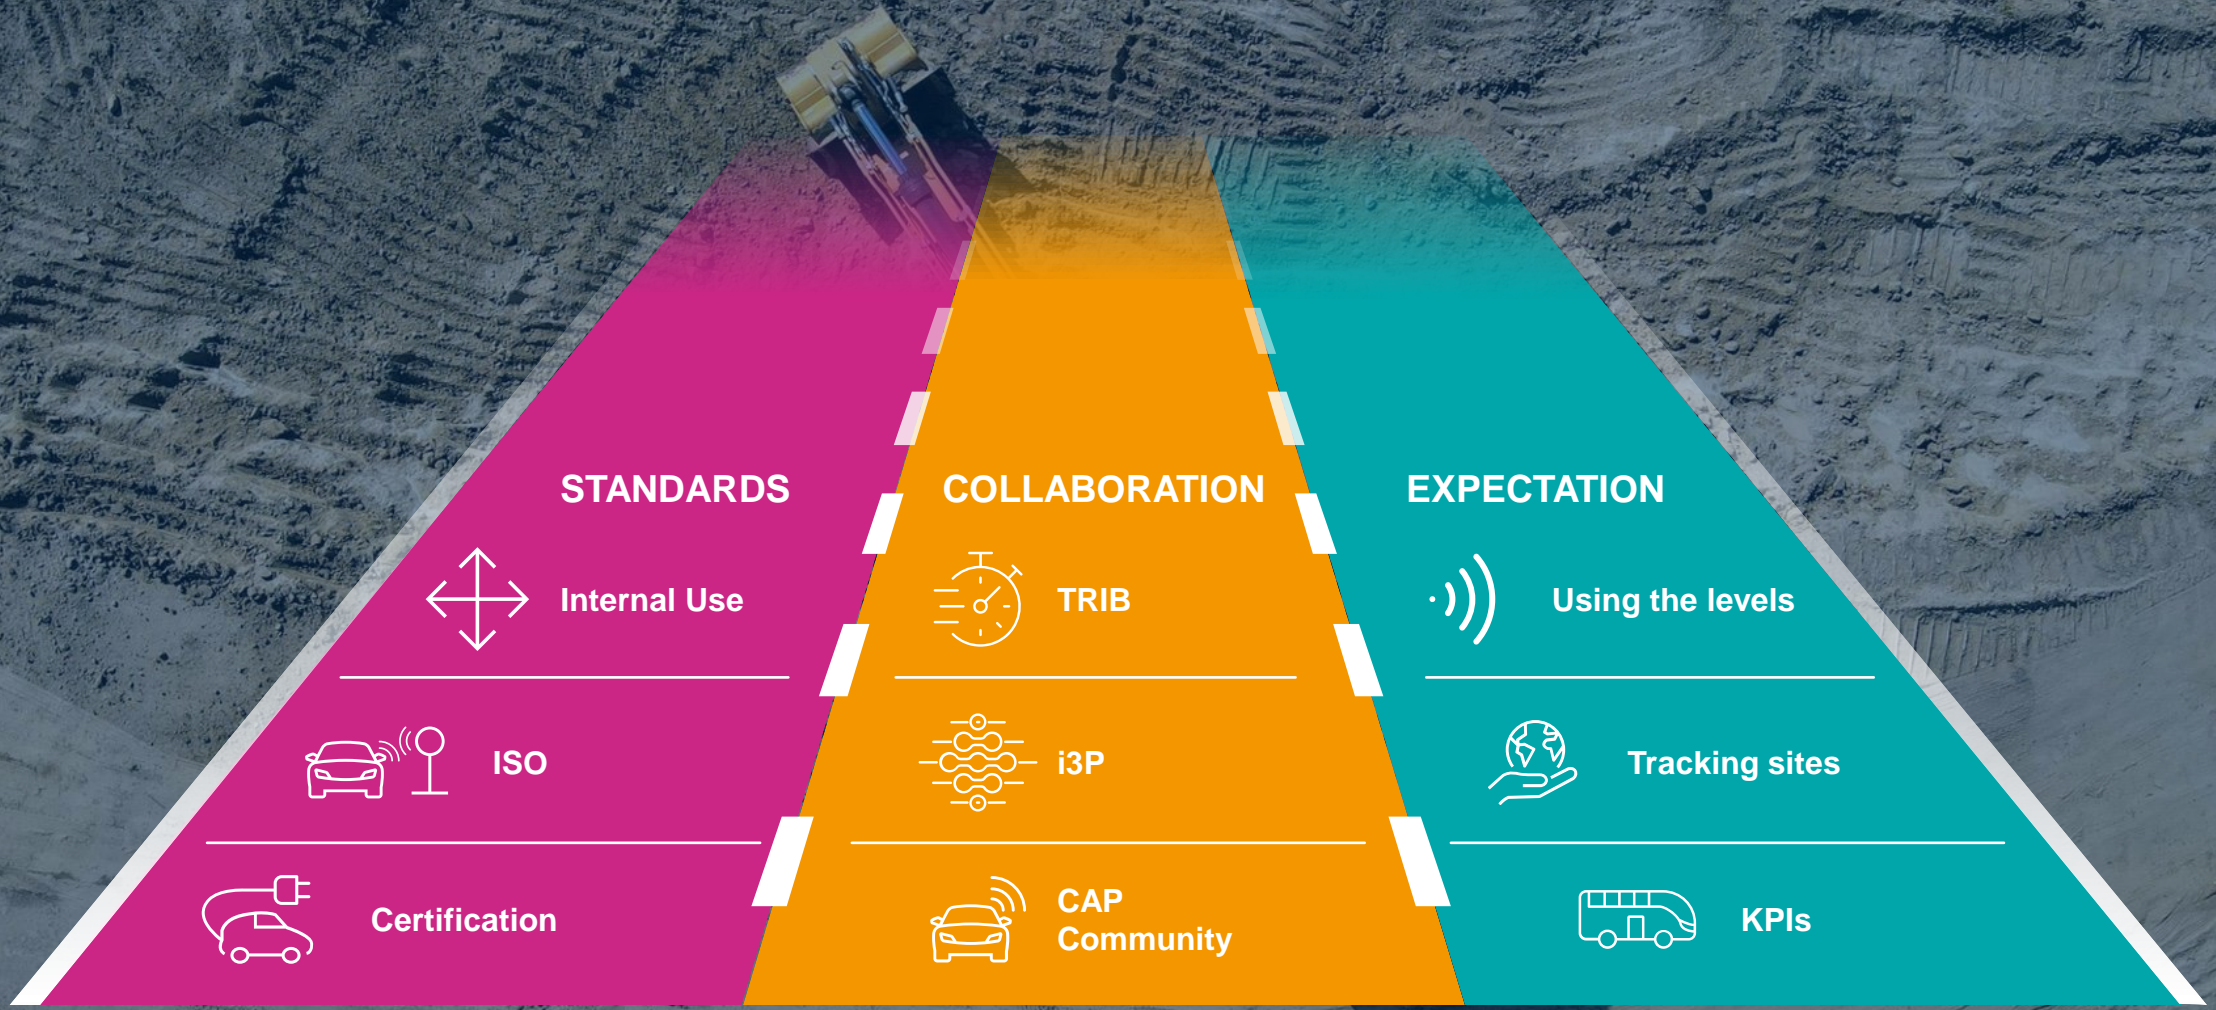 STANDARDS
Internal Use
ISO
Certification
COLLABORATION
TRIB
i3P
CAP
Community
EXPECTATION
Using the levels
Tracking sites
KPIs